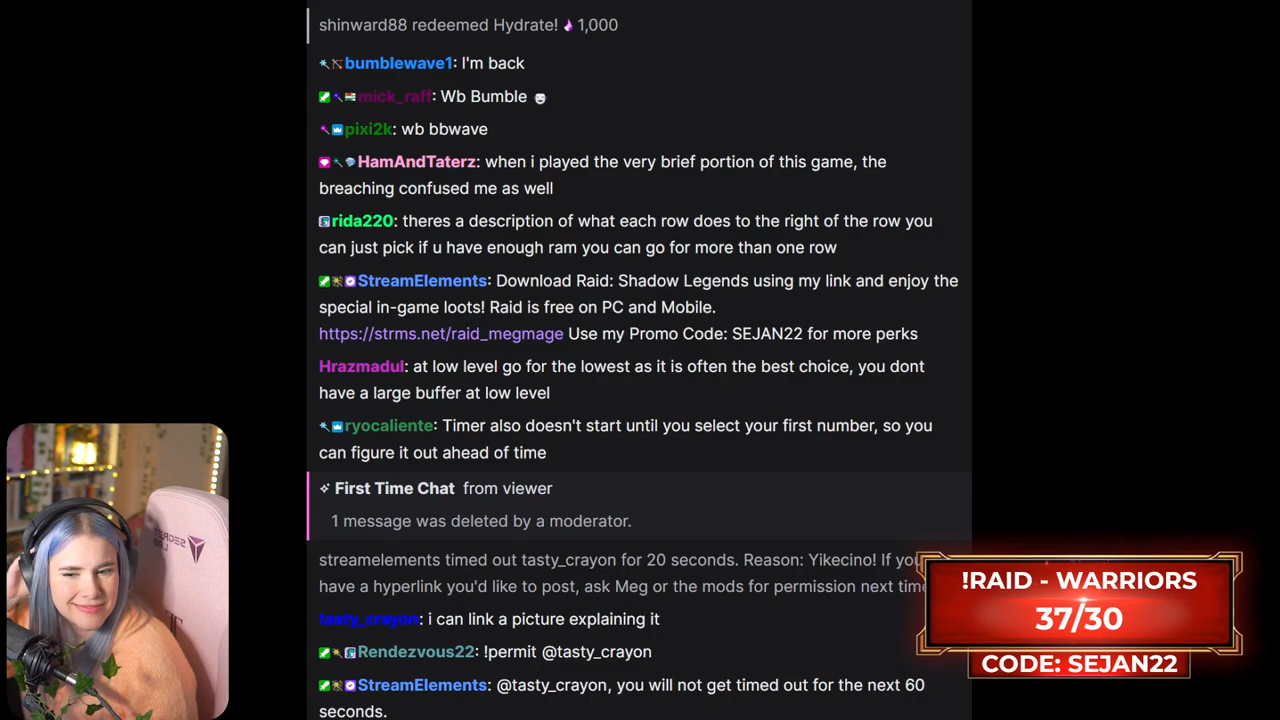 shinward88 redeemed Hydrate! 1,000
bumblewave1: I'm back
mick_raff: Wb Bumble
pixi2k: wb bbwave
HamAndTaterz: when i played the very brief portion of this game, the
breaching confused me as well
rida220: theres a description of what each row does to the right of the row you
can just pick if u have enough ram you can go for more than one row
StreamElements: Download Raid: Shadow Legends using my link and enjoy the
special in-game loots! Raid is free on PC and Mobile.
https://strms.net/raid_megmage Use my Promo Code: SEJAN22 for more perks
Hrazmadul: at low level go for the lowest as it is often the best choice, you dont
have a large buffer at low level
ryocaliente: Timer also doesn't start until you select your first number, so you
can figure it out ahead of time
First Time Chat from viewer
1 message was deleted by a moderator.
streamelements timed out tasty_crayon for 20 seconds. Reason: Yikecino! If you
have a hyperlink you'd like to post, ask Meg or the mods for permission next tim
tasty_crayon: i can link a picture explaining it
Rendezvous22: !permit @tasty_crayon
StreamElements: @tasty_crayon, you will not get timed out for the next 60
seconds.
!RAID - WARRIORS
37/30
CODE: SEJAN22